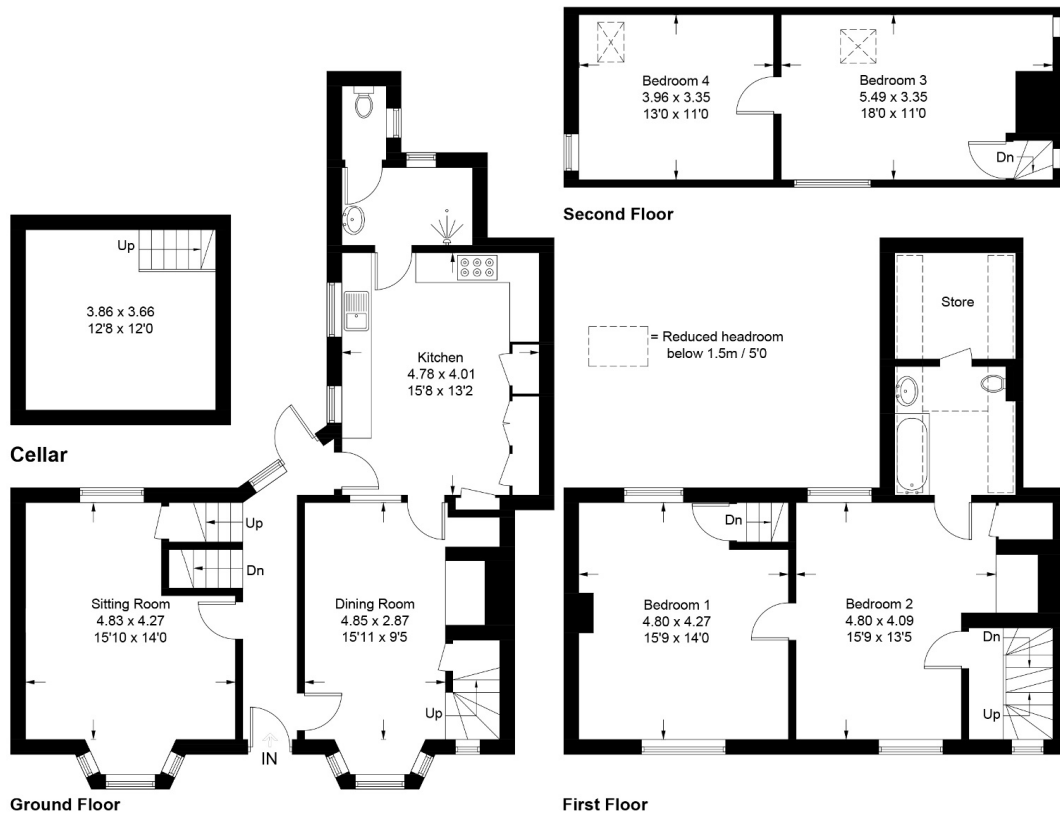 Bedroom 4
3.96 x 3.35
13'0 x 11'0
Bedroom 3
5.49 x 3.35
18'0 x 11'0
Dn
Second Floor
Up
3.86 x 3.66
12'8 x 12'0
Cellar
Kitchen
4.78 x 4.01
15'8 x 13'2
= Reduced headroom
below 1.5m / 5'0
Store
Up
Dn
Sitting Room
4.83 x 4.27
15'10 x 14'0
Dining Room
4.85 x 2.87
15'11 x 9'5
Up
IN
Ground Floor
Dn
Bedroom 1
4.80 x 4.27
15'9 x 14'0
Bedroom 2
4.80 x 4.09
15'9 x 13'5
Dn
Up
First Floor